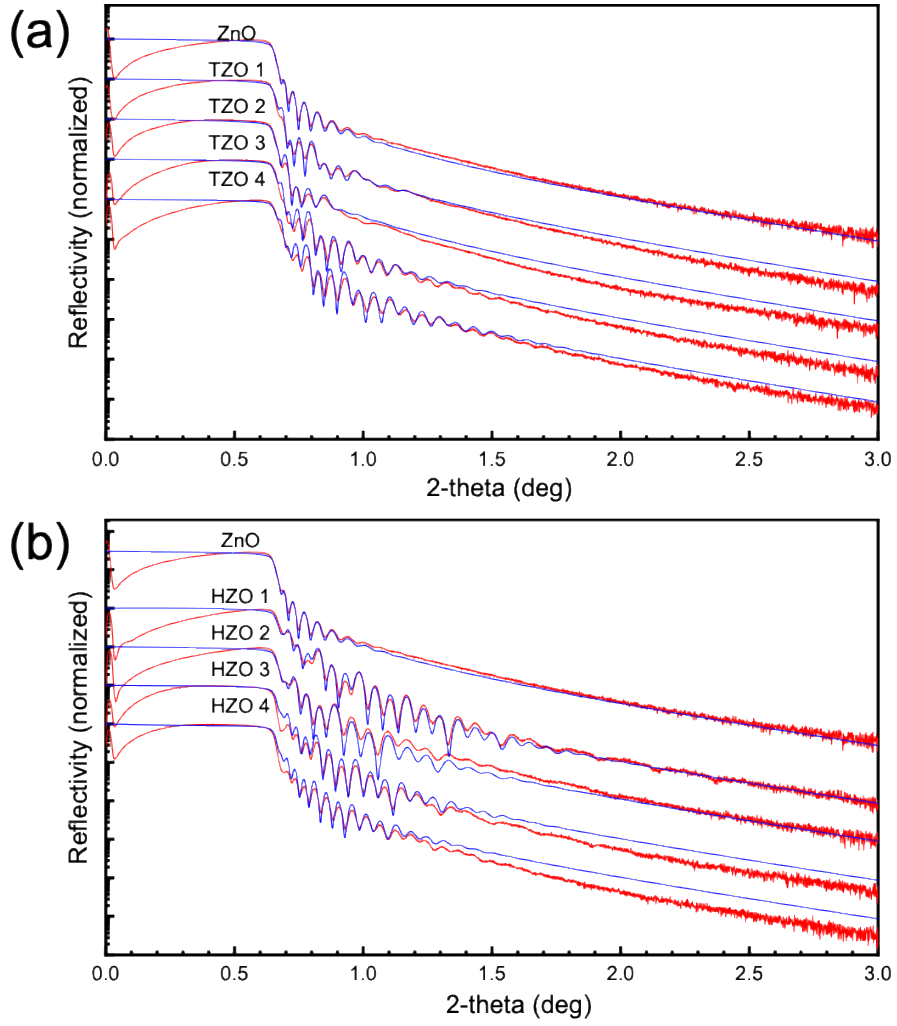 (a)
ZnO
TZO 1
TZO 2
TZO 3
TZO 4
Reflectivity (normalized)
0.0 0.5 1.0 1.5 2.0 2.5 3.0
2-theta (deg)
(b)
ZnO
HZO 1
HZO 2
HZO 3
HZO 4
Reflectivity (normalized)
0.0 0.5 1.0 1.5 2.0 2.5 3.0
2-theta (deg)